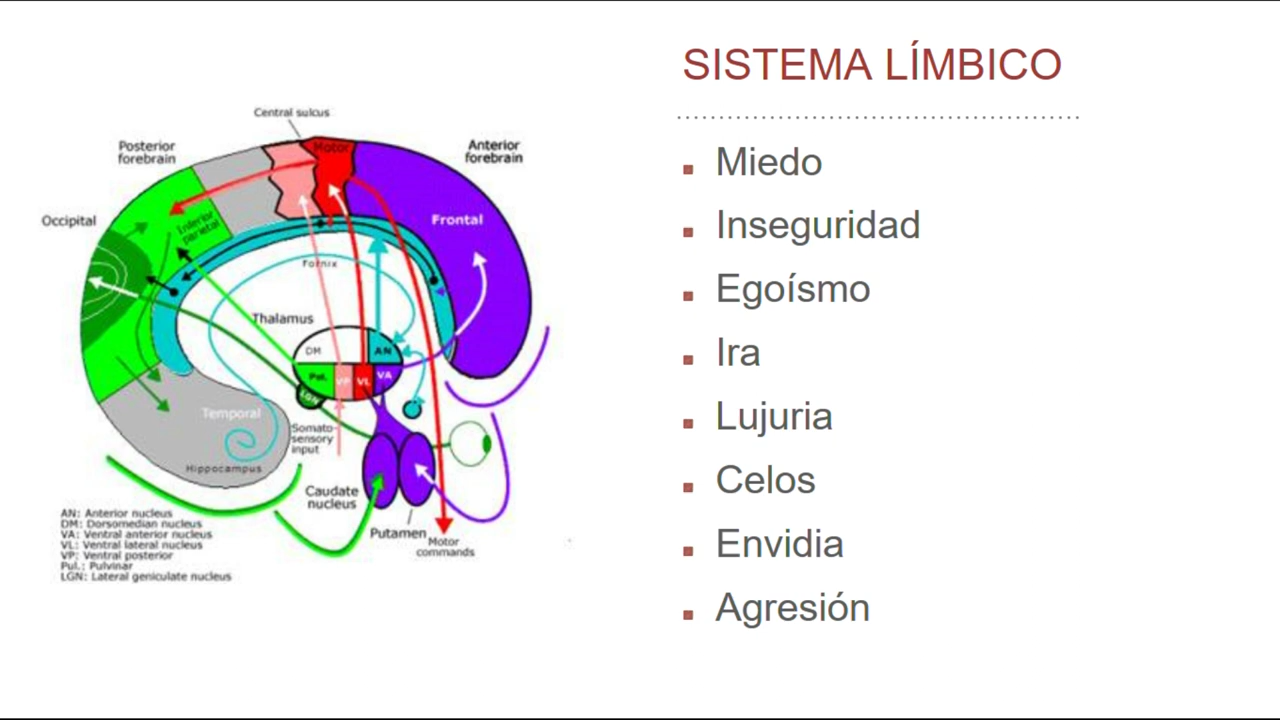 SISTEMA LÍMBICO
Miedo
Inseguridad
Egoísmo
Ira
Lujuria
Celos
Envidia
Agresión
Central sulcus
Posterior
forebrain
Motor
Anterior
forebrain
Occipital
Inferior
parietal
Frontal
Fornix
Thalamus
DM
AN
Pul.
VP
VL
VA
LGN
Temporal
Somato-
sensory
input
Hippocampus
Caudate
nucleus
Putamen
Motor
commands
AN: Anterior nucleus
DM: Dorsomedian nucleus
VA: Ventral anterior nucleus
VL: Ventral lateral nucleus
VP: Ventral posterior
Pul.: Pulvinar
LGN: Lateral geniculate nucleus